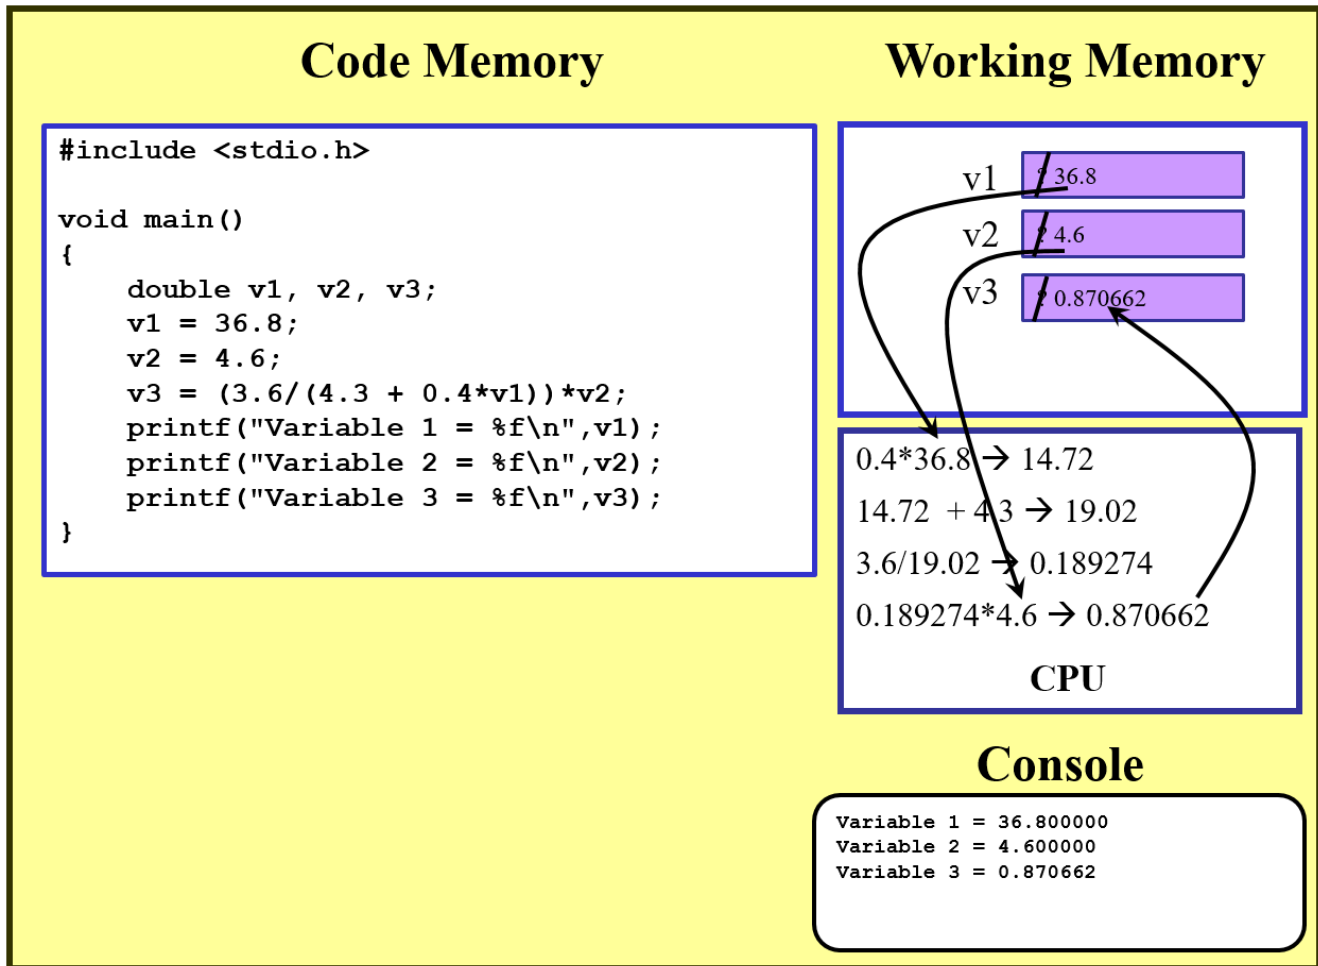 Code Memory
#include <stdio.h>
void main()
{
double v1, v2, v3;
v1 = 36.8;
v2 = 4.6;
v3 = (3.6/(4.3 + 0.4*v1))*v2;
printf("Variable 1 = %f\n",v1);
printf("Variable 2 = %f\n",v2);
printf("Variable 3 = %f\n",v3);
}
Working Memory
v1 ? 36.8
v2 ? 4.6
v3 ? 0.870662
0.4*36.8 → 14.72
14.72 + 4.3 → 19.02
3.6/19.02 → 0.189274
0.189274*4.6 → 0.870662
CPU
Console
Variable 1 = 36.800000
Variable 2 = 4.600000
Variable 3 = 0.870662